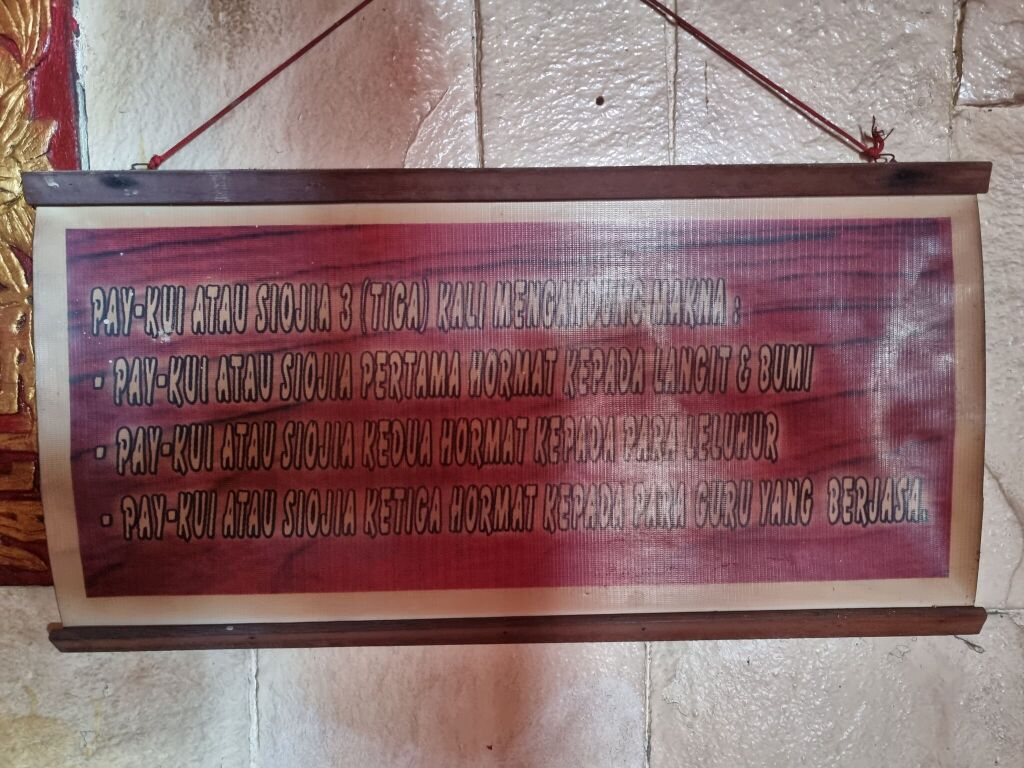 PAY-KUI ATAU SIOJIA 3 (TIGA) KALI MENGANDUNG MAKNA :
- PAY-KUI ATAU SIOJIA PERTAMA HORMAT KEPADA LANGIT & BUMI
- PAY-KUI ATAU SIOJIA KEDUA HORMAT KEPADA PARA LELUHUR
- PAY-KUI ATAU SIOJIA KETIGA HORMAT KEPADA PARA GURU YANG BERJASA.